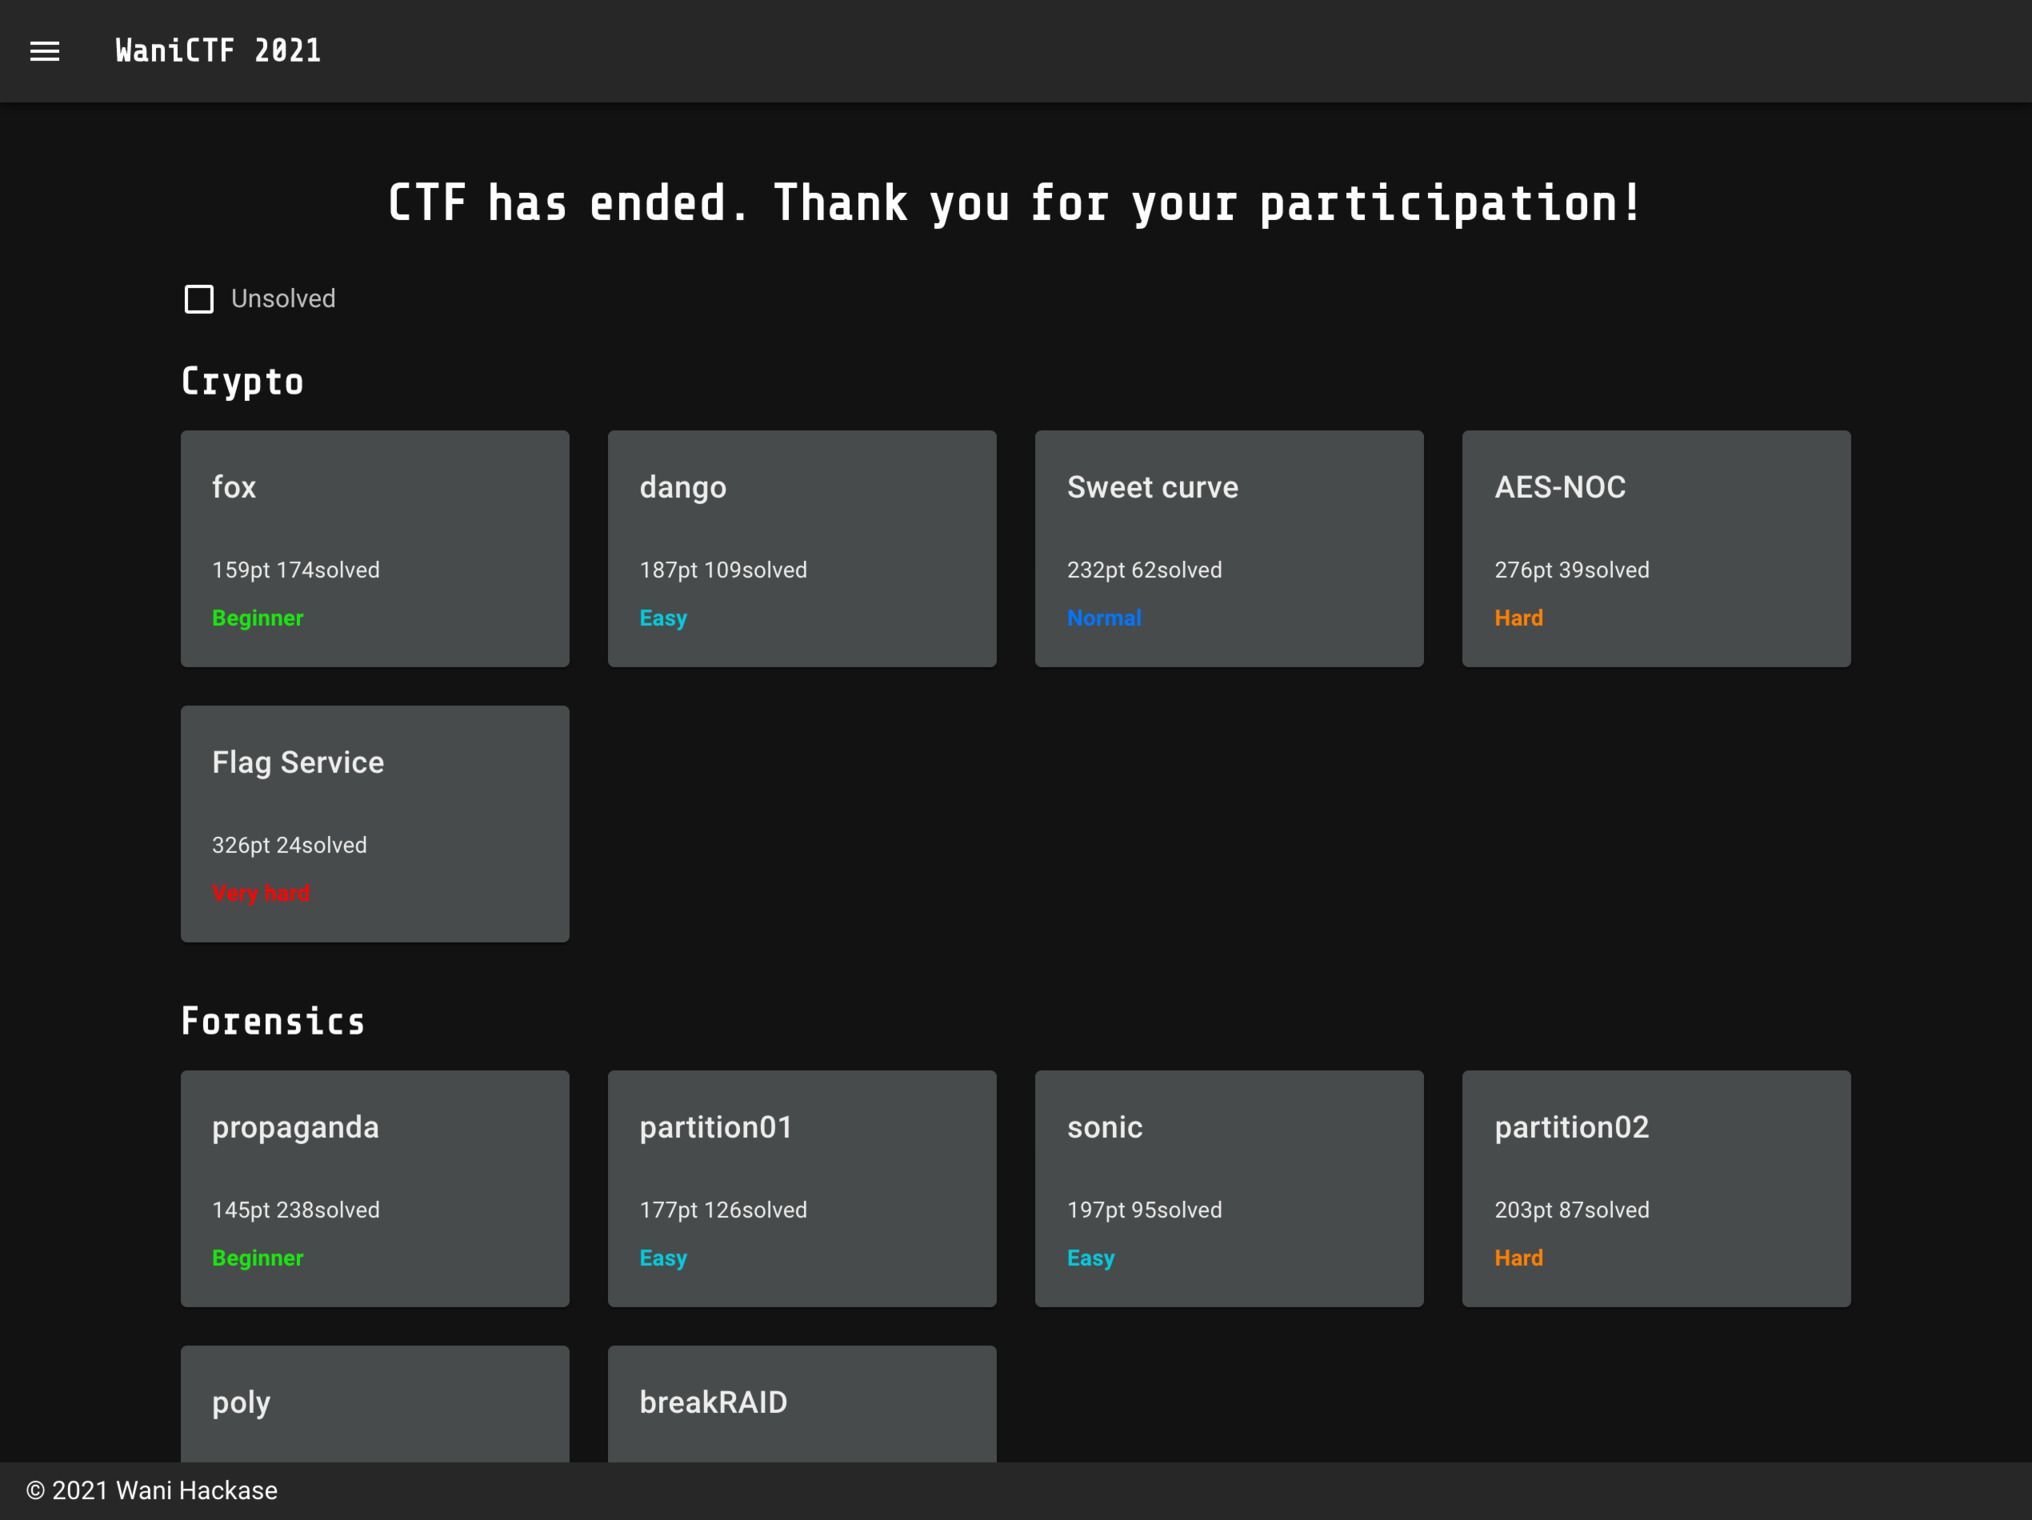 WaniCTF 2021
CTF has ended. Thank you for your participation!
Unsolved
Crypto
fox
159pt 174solved
Beginner
dango
187pt 109solved
Easy
Sweet curve
232pt 62solved
Normal
AES-NOC
276pt 39solved
Hard
Flag Service
326pt 24solved
Very hard
Forensics
propaganda
145pt 238solved
Beginner
partition01
177pt 126solved
Easy
sonic
197pt 95solved
Easy
partition02
203pt 87solved
Hard
poly
breakRAID
© 2021 Wani Hackase